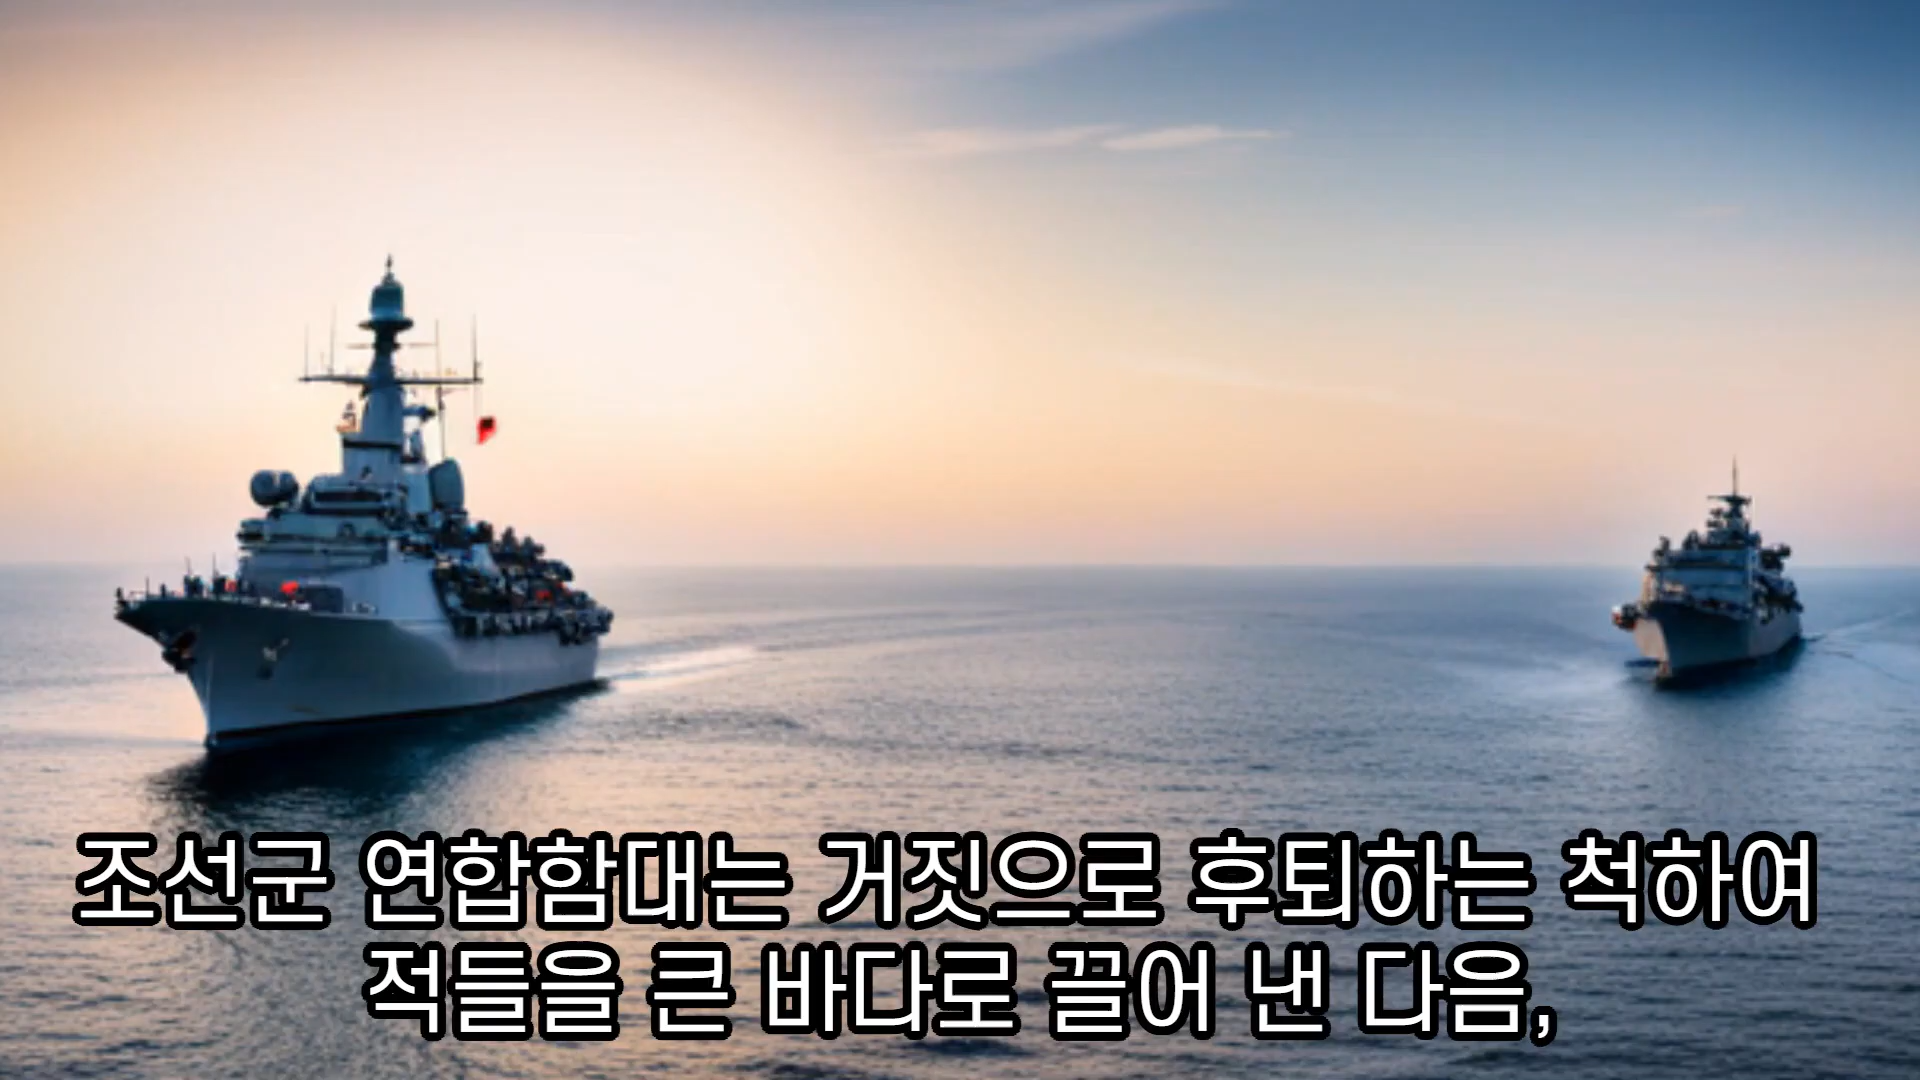 조선군 연합함대는 거짓으로 후퇴하는 척하여
적들을 큰 바다로 끌어 낸 다음,